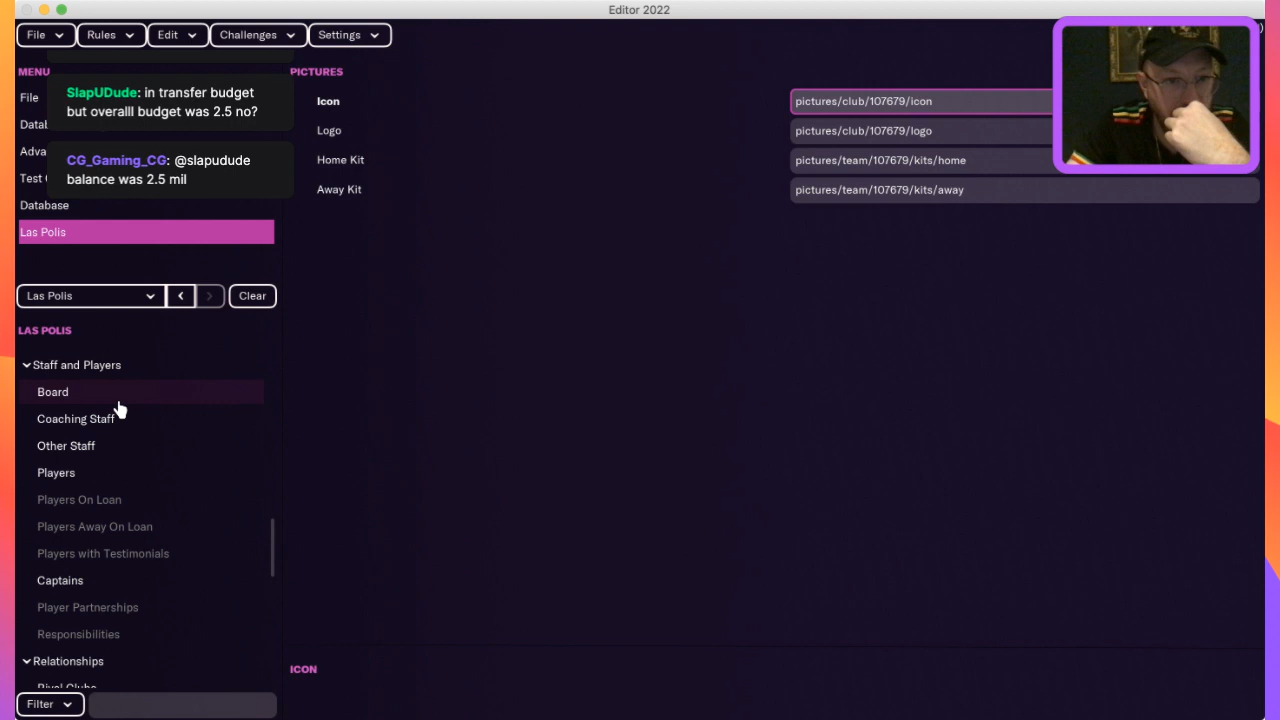 Editor 2022
File
Rules
Edit
Challenges
Settings
MENU
SlapUDude: in transfer budget
but overalll budget was 2.5 no?
CG_Gaming_CG: @slapudude
balance was 2.5 mil
File
Datab
Adva
Test
Database
Las Polis
Las Polis
Clear
LAS POLIS
Staff and Players
Board
Coaching Staff
Other Staff
Players
Players On Loan
Players Away On Loan
Players with Testimonials
Captains
Player Partnerships
Responsibilities
Relationships
Rival Clubs
Filter
PICTURES
Icon
pictures/club/107679/icon
Logo
pictures/club/107679/logo
Home Kit
pictures/team/107679/kits/home
Away Kit
pictures/team/107679/kits/away
ICON